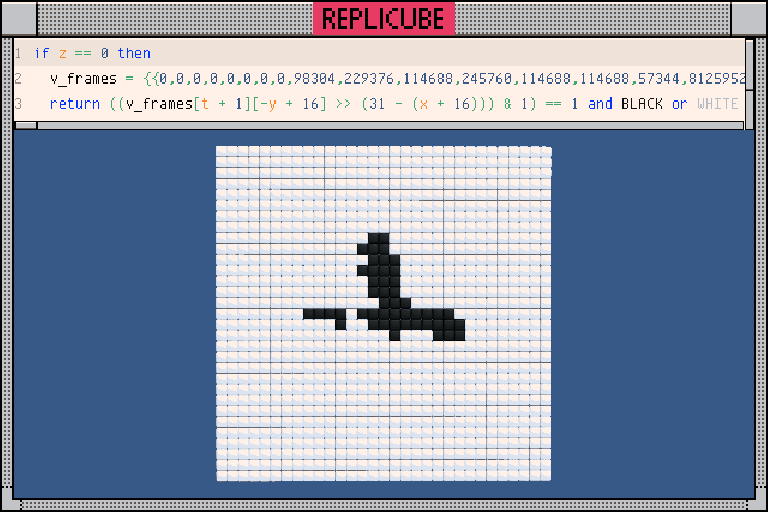 REPLICUBE
1 if z == 0 then
2 v_frames = {{0,0,0,0,0,0,0,0,98304,229376,114688,245760,114688,114688,57344,8125952
3 return ((v_frames[t + 1][-y + 16] >> (31 - (x + 16))) & 1) == 1 and BLACK or WHITE